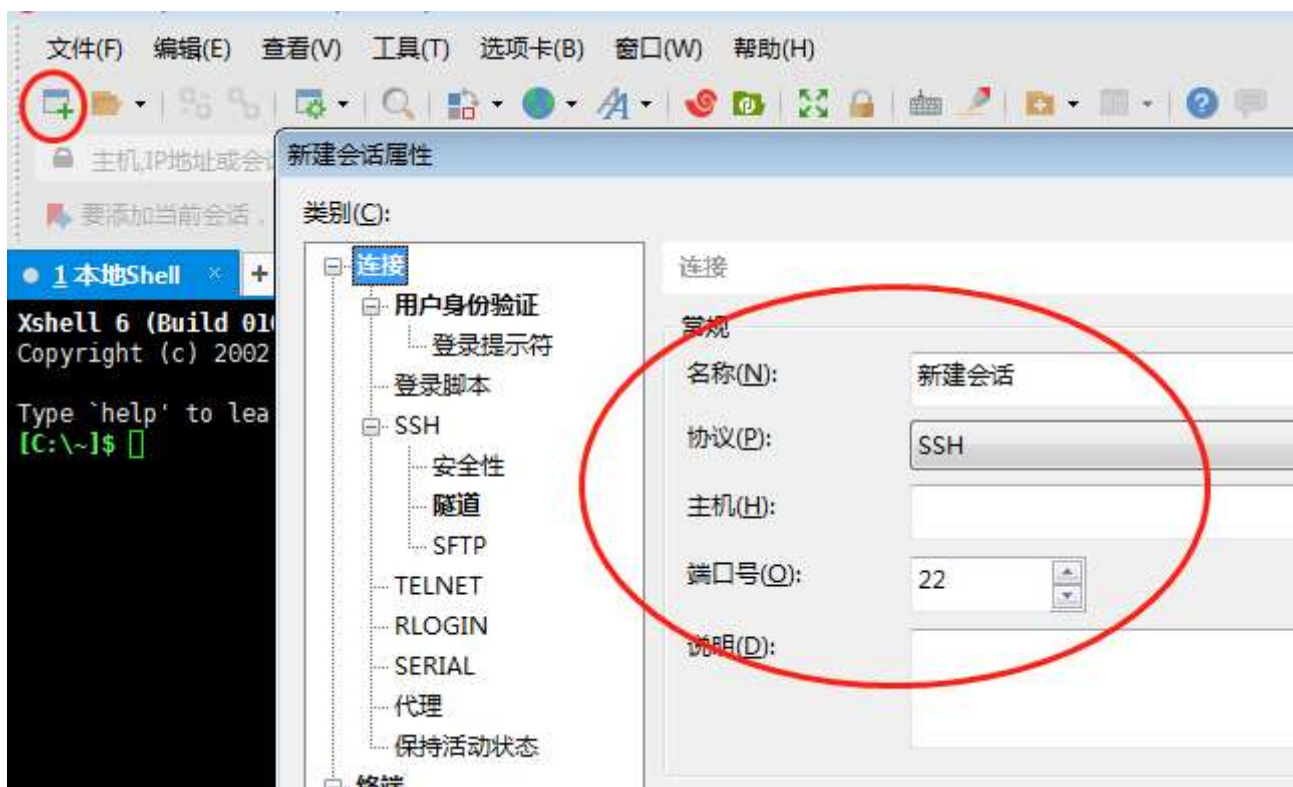 文件(F) 编辑(E) 查看(V) 工具(T) 选项卡(B) 窗口(W) 帮助(H)
主机,IP地址或会
要添加当前会话，
1 本地Shell × +
Xshell 6 (Build 01
Copyright (c) 2002
Type `help' to lea
[C:\~]$
新建会话属性
类别(C):
连接
用户身份验证
登录提示符
登录脚本
SSH
安全性
隧道
SFTP
TELNET
RLOGIN
SERIAL
代理
保持活动状态
终端
连接
常规
名称(N): 新建会话
协议(P): SSH
主机(H):
端口号(O): 22
说明(D):